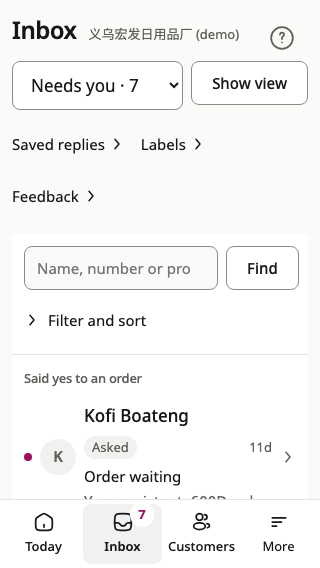 Inbox 义乌宏发日用品厂 (demo) ?
Needs you · 7 Show view
Saved replies Labels
Feedback
Name, number or pro Find
Filter and sort
Said yes to an order
Kofi Boateng
K Asked 11d
Order waiting
7
Today Inbox Customers More